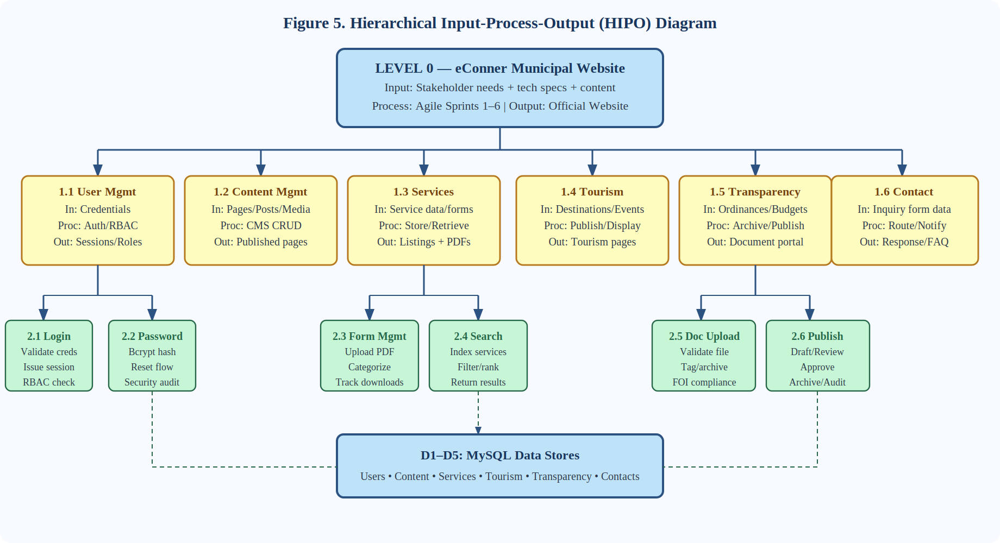 Figure 5. Hierarchical Input-Process-Output (HIPO) Diagram
LEVEL 0 — eConner Municipal Website
Input: Stakeholder needs + tech specs + content
Process: Agile Sprints 1–6 | Output: Official Website
1.1 User Mgmt
In: Credentials
Proc: Auth/RBAC
Out: Sessions/Roles
1.2 Content Mgmt
In: Pages/Posts/Media
Proc: CMS CRUD
Out: Published pages
1.3 Services
In: Service data/forms
Proc: Store/Retrieve
Out: Listings + PDFs
1.4 Tourism
In: Destinations/Events
Proc: Publish/Display
Out: Tourism pages
1.5 Transparency
In: Ordinances/Budgets
Proc: Archive/Publish
Out: Document portal
1.6 Contact
In: Inquiry form data
Proc: Route/Notify
Out: Response/FAQ
2.1 Login
Validate creds
Issue session
RBAC check
2.2 Password
Bcrypt hash
Reset flow
Security audit
2.3 Form Mgmt
Upload PDF
Categorize
Track downloads
2.4 Search
Index services
Filter/rank
Return results
2.5 Doc Upload
Validate file
Tag/archive
FOI compliance
2.6 Publish
Draft/Review
Approve
Archive/Audit
D1–D5: MySQL Data Stores
Users • Content • Services • Tourism • Transparency • Contacts